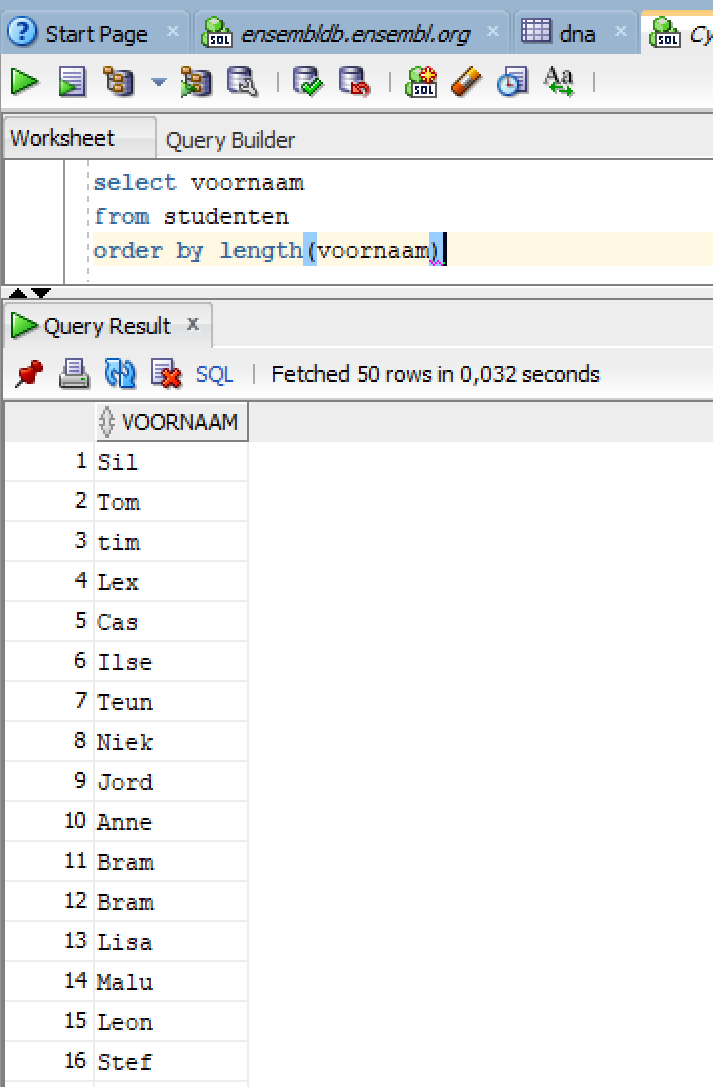 Start Page
ensembldb.ensembl.org
dna
Cy
Worksheet
Query Builder
select voornaam
from studenten
order by length(voornaam)
Query Result
SQL
Fetched 50 rows in 0,032 seconds
VOORNAAM
1 Sil
2 Tom
3 tim
4 Lex
5 Cas
6 Ilse
7 Teun
8 Niek
9 Jord
10 Anne
11 Bram
12 Bram
13 Lisa
14 Malu
15 Leon
16 Stef